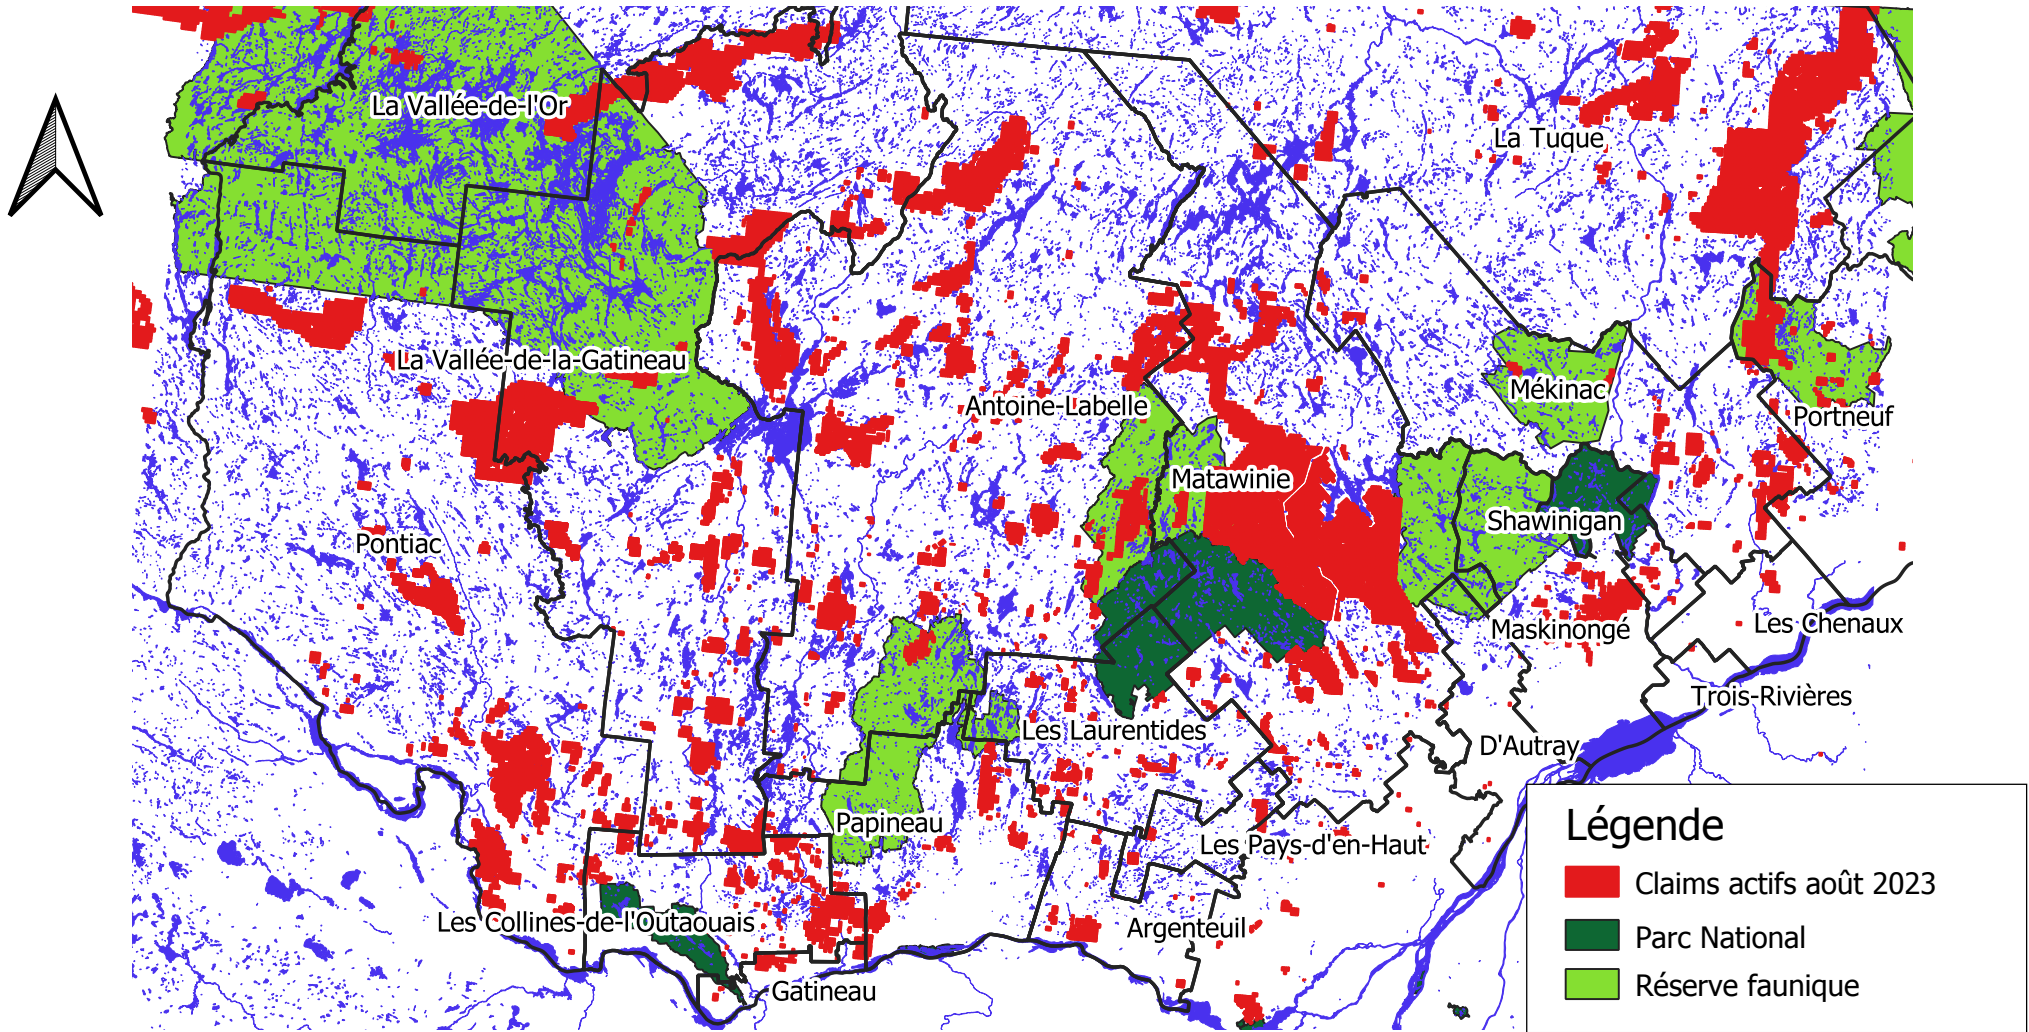 La Vallée-de-l'Or
La Tuque
La Vallée-de-la-Gatineau
Mékinac
Antoine-Labelle
Portneuf
Matawinie
Shawinigan
Pontiac
Maskinongé
Les Chenaux
Trois-Rivières
Les Laurentides
D'Autray
Papineau
Les Pays-d'en-Haut
Les Collines-de-l'Outaouais
Argenteuil
Gatineau
Légende
Claims actifs août 2023
Parc National
Réserve faunique